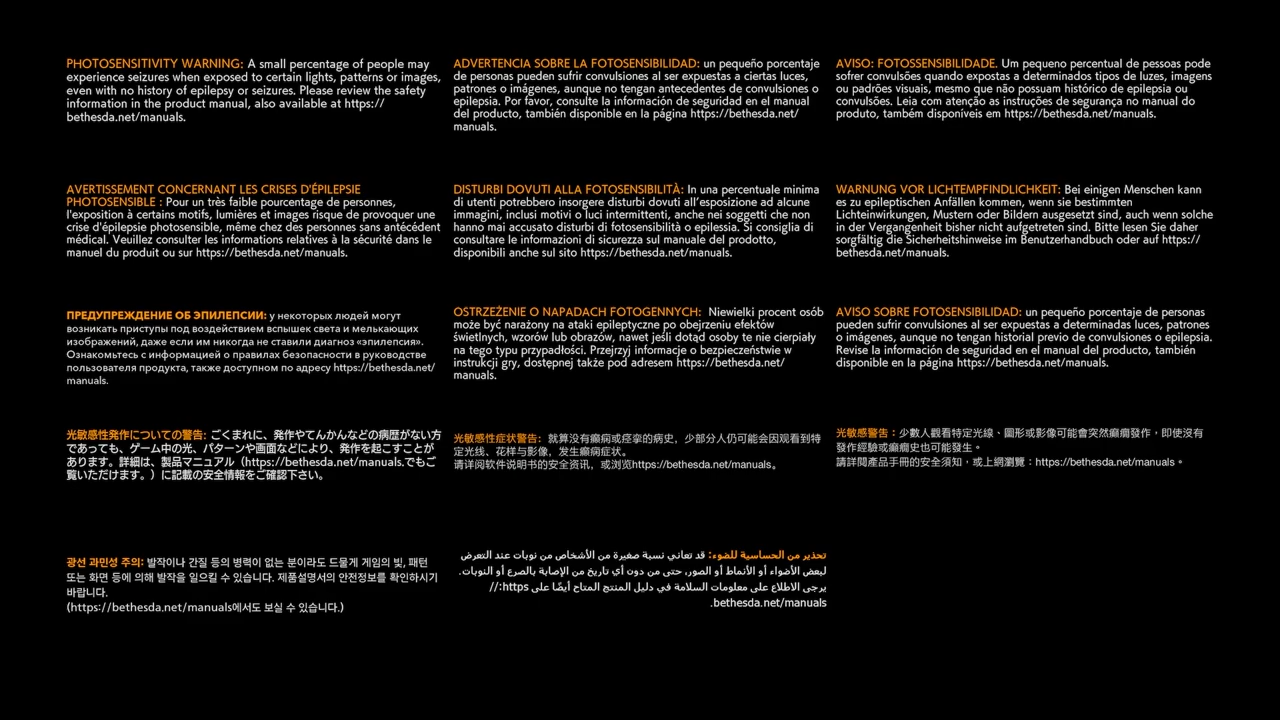 PHOTOSENSITIVITY WARNING: A small percentage of people may
experience seizures when exposed to certain lights, patterns or images,
even with no history of epilepsy or seizures. Please review the safety
information in the product manual, also available at https://
bethesda.net/manuals.
ADVERTENCIA SOBRE LA FOTOSENSIBILIDAD: un pequeño porcentaje
de personas pueden sufrir convulsiones al ser expuestas a ciertas luces,
patrones o imágenes, aunque no tengan antecedentes de convulsiones o
epilepsia. Por favor, consulte la información de seguridad en el manual
del producto, también disponible en la página https://bethesda.net/
manuals.
AVISO: FOTOSSENSIBILIDADE. Um pequeno percentual de pessoas pode
sofrer convulsões quando expostas a determinados tipos de luzes, imagens
ou padrões visuais, mesmo que não possuam histórico de epilepsia ou
convulsões. Leia com atenção as instruções de segurança no manual do
produto, também disponíveis em https://bethesda.net/manuals.
AVERTISSEMENT CONCERNANT LES CRISES D'ÉPILEPSIE
PHOTOSENSIBLE : Pour un très faible pourcentage de personnes,
l'exposition à certains motifs, lumières et images risque de provoquer une
crise d'épilepsie photosensible, même chez des personnes sans antécédent
médical. Veuillez consulter les informations relatives à la sécurité dans le
manuel du produit ou sur https://bethesda.net/manuals.
DISTURBI DOVUTI ALLA FOTOSENSIBILITÀ: In una percentuale minima
di utenti potrebbero insorgere disturbi dovuti all’esposizione ad alcune
immagini, inclusi motivi o luci intermittenti, anche nei soggetti che non
hanno mai accusato disturbi di fotosensibilità o epilessia. Si consiglia di
consultare le informazioni di sicurezza sul manuale del prodotto,
disponibili anche sul sito https://bethesda.net/manuals.
WARNUNG VOR LICHTEMPFINDLICHKEIT: Bei einigen Menschen kann
es zu epileptischen Anfällen kommen, wenn sie bestimmten
Lichteinwirkungen, Mustern oder Bildern ausgesetzt sind, auch wenn solche
in der Vergangenheit bisher nicht aufgetreten sind. Bitte lesen Sie daher
sorgfältig die Sicherheitshinweise im Benutzerhandbuch oder auf https://
bethesda.net/manuals.
ПРЕДУПРЕЖДЕНИЕ ОБ ЭПИЛЕПСИИ: у некоторых людей могут
возникать приступы под воздействием вспышек света и мелькающих
изображений, даже если им никогда не ставили диагноз «эпилепсия».
Ознакомьтесь с информацией о правилах безопасности в руководстве
пользователя продукта, также доступном по адресу https://bethesda.net/
manuals.
OSTRZEŻENIE O NAPADACH FOTOGENNYCH: Niewielki procent osób
może być narażony na ataki epileptyczne po obejrzeniu efektów
świetlnych, wzorów lub obrazów, nawet jeśli dotąd osoby te nie cierpiały
na tego typu przypadłości. Przejrzyj informacje o bezpieczeństwie w
instrukcji gry, dostępnej także pod adresem https://bethesda.net/
manuals.
AVISO SOBRE FOTOSENSIBILIDAD: un pequeño porcentaje de personas
pueden sufrir convulsiones al ser expuestas a determinadas luces, patrones
o imágenes, aunque no tengan historial previo de convulsiones o epilepsia.
Revise la información de seguridad en el manual del producto, también
disponible en la página https://bethesda.net/manuals.
光敏感性発作についての警告: ごくまれに、発作やてんかんなどの病歴がない方
であっても、ゲーム中の光、パターンや画面などにより、発作を起こすことが
あります。詳細は、製品マニュアル（https://bethesda.net/manuals.でもご
覧いただけます。）に記載の安全情報をご確認下さい。
光敏感性症状警告：就算没有癫痫或痉挛的病史，少部分人仍可能会因观看到特
定光线、花样与影像，发生癫痫症状。
请详阅软件说明书的安全资讯，或浏览https://bethesda.net/manuals。
光敏感警告：少數人觀看特定光線、圖形或影像可能會突然癲癇發作，即使沒有
發作經驗或癲癇史也可能發生。
請詳閱產品手冊的安全須知，或上網瀏覽：https://bethesda.net/manuals。
광선 과민성 주의: 발작이나 간질 등의 병력이 없는 분이라도 드물게 게임의 빛, 패턴
또는 화면 등에 의해 발작을 일으킬 수 있습니다. 제품설명서의 안전정보를 확인하시기
바랍니다.
(https://bethesda.net/manuals에서도 보실 수 있습니다.)
تحذير من الحساسية للضوء: قد تعاني نسبة صغيرة من الأشخاص من نوبات عند التعرض
لبعض الأضواء أو الأنماط أو الصور، حتى من دون أي تاريخ من الإصابة بالصرع أو النوبات.
يرجى الاطلاع على معلومات السلامة في دليل المنتج المتاح أيضًا على https://
bethesda.net/manuals.